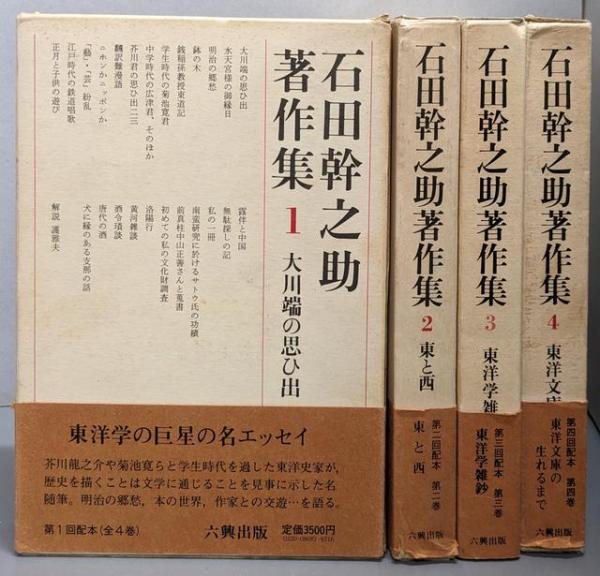 石田幹之助
著作集 1 大川端の思ひ出
大川端の思ひ出
水天宮様の御縁日
明治の郷愁
鉢の木
銭稲孫教授東道記
学生時代の菊池寛君
中学時代の広津君、そのほか
芥川君の思ひ出二三
飜訳難漫語
ニホンかニッポンか
「藝」・「芸」紛乱
江戸時代の鉄道唱歌
正月と子供の遊び
露伴と中国
無駄探しの記
私の一冊
南蛮研究に於けるサトウ氏の功績
前真柱中山正善さんと蒐書
初めての私の文化財調査
洛陽行
黄河雑談
酒令瑣談
唐代の酒
犬に縁のある支那の話
解説 護雅夫
東洋学の巨星の名エッセイ
芥川龍之介や菊池寛らと学生時代を過した東洋史家が、
歴史を描くことは文学に通じることを見事に示した名
随筆。明治の郷愁，本の世界，作家との交遊…を語る。
第1回配本(全4巻)
六興出版
定価3500円
石田幹之助著作集 2 東と西
第二回配本 第二巻
東と西
六興出版
石田幹之助著作集 3 東洋学雑
第三回配本 第三巻
東洋学雑鈔
六興出版
石田幹之助著作集 4 東洋文庫
第四回配本 第四巻
東洋文庫の
生れるまで
六興出版